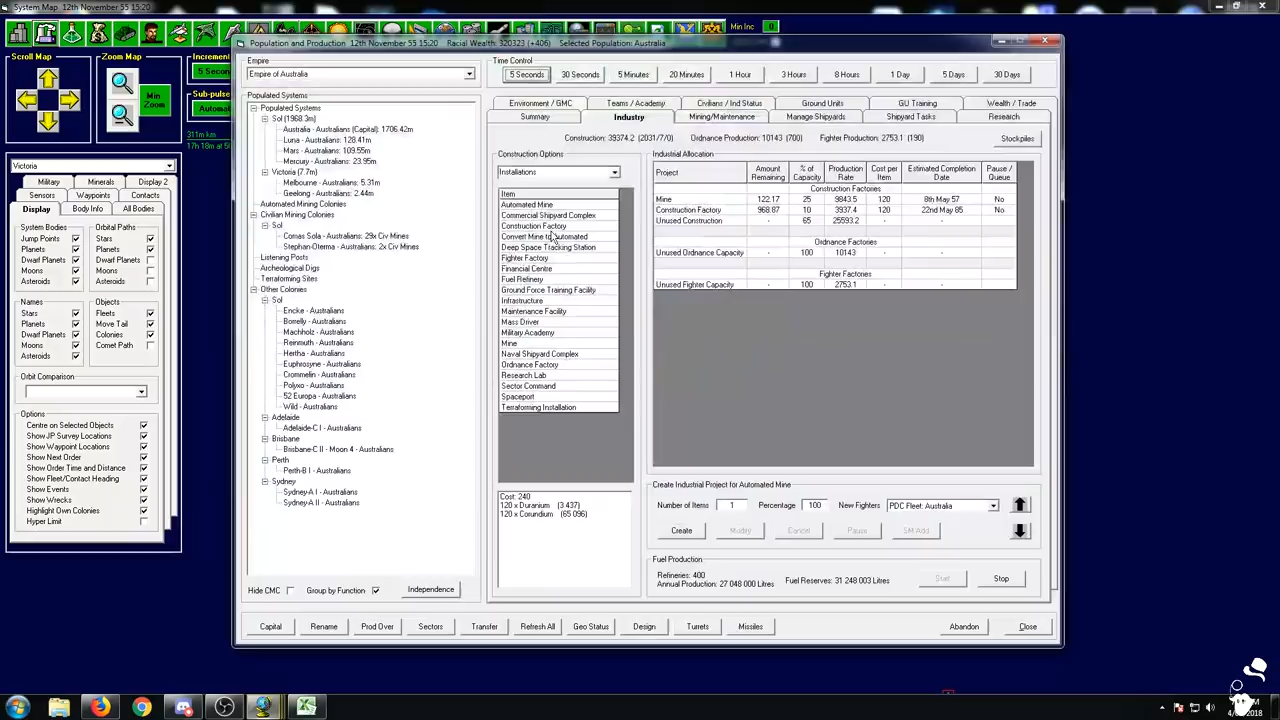 System Map 12th November 55 15:20
Min Inc 0
Scroll Map
Zoom Map
Increment
5 Secon
Min
Zoom
Sub-pulse
Automa
311m km
17h 18m at 5
Victoria
Military Minerals Display 2
Sensors Waypoints Contacts
Display Body Info All Bodies
System Bodies Orbital Paths
Jump Points Stars
Planets Planets
Dwarf Planets Dwarf Planets
Moons Moons
Asteroids Asteroids
Names Objects
Stars Fleets
Planets Move Tail
Dwarf Planets Colonies
Moons Comet Path
Asteroids
Orbit Comparison
Options
Centre on Selected Objects
Show JP Survey Locations
Show Waypoint Locations
Show Next Order
Show Order Time and Distance
Show Fleet/Contact Heading
Show Events
Show Wrecks
Highlight Own Colonies
Hyper Limit
Population and Production 12th November 55 15:20 Racial Wealth: 320323 (+406) Selected Population: Australia
Empire
Empire of Australia
Time Control
5 Seconds 30 Seconds 5 Minutes 20 Minutes 1 Hour 3 Hours 8 Hours 1 Day 5 Days 30 Days
Populated Systems
Populated Systems
Sol (1968.3m)
Australia - Australians (Capital): 1706.42m
Luna - Australians: 128.41m
Mars - Australians: 109.55m
Mercury - Australians: 23.95m
Victoria (7.7m)
Melbourne - Australians: 5.31m
Geelong - Australians: 2.44m
Automated Mining Colonies
Civilian Mining Colonies
Sol
Comas Sola - Australians: 29x Civ Mines
Stephan-Oterma - Australians: 2x Civ Mines
Listening Posts
Archeological Digs
Terraforming Sites
Other Colonies
Sol
Encke - Australians
Borrelly - Australians
Machholz - Australians
Reinmuth - Australians
Hertha - Australians
Euphrosyne - Australians
Crommelin - Australians
Polyxo - Australians
52 Europa - Australians
Wild - Australians
Adelaide
Adelaide-C I - Australians
Brisbane
Brisbane-C II - Moon 4 - Australians
Perth
Perth-B I - Australians
Sydney
Sydney-A I - Australians
Sydney-A II - Australians
Hide CMC Group by Function Independence
Environment / GMC Teams / Academy Civilians / Ind Status Ground Units GU Training Wealth / Trade
Summary Industry Mining/Maintenance Manage Shipyards Shipyard Tasks Research
Construction: 39374.2 (2031/7/0) Ordnance Production: 10143 (700) Fighter Production: 2753.1 (190) Stockpiles
Construction Options
Installations
Item
Automated Mine
Commercial Shipyard Complex
Construction Factory
Convert Mine to Automated
Deep Space Tracking Station
Fighter Factory
Financial Centre
Fuel Refinery
Ground Force Training Facility
Infrastructure
Maintenance Facility
Mass Driver
Military Academy
Mine
Naval Shipyard Complex
Ordnance Factory
Research Lab
Sector Command
Spaceport
Terraforming Installation
Cost: 240
120 x Duranium (3 437)
120 x Corundium (65 096)
Industrial Allocation
Project Amount Remaining % of Capacity Production Rate Cost per Item Estimated Completion Date Pause / Queue
Construction Factories
Mine 122.17 25 9843.5 120 8th May 57 No
Construction Factory 968.87 10 3937.4 120 22nd May 85 No
Unused Construction - 65 25593.2 - -
Ordnance Factories
Unused Ordnance Capacity - 100 10143 - -
Fighter Factories
Unused Fighter Capacity - 100 2753.1 - -
Create Industrial Project for Automated Mine
Number of Items 1 Percentage 100 New Fighters PDC Fleet: Australia
Create Modify Cancel Pause SM Add
Fuel Production
Refineries: 400
Annual Production: 27 048 000 Litres
Fuel Reserves: 31 248 003 Litres
Start Stop
Capital Rename Prod Over Sectors Transfer Refresh All Geo Status Design Turrets Missiles Abandon Close